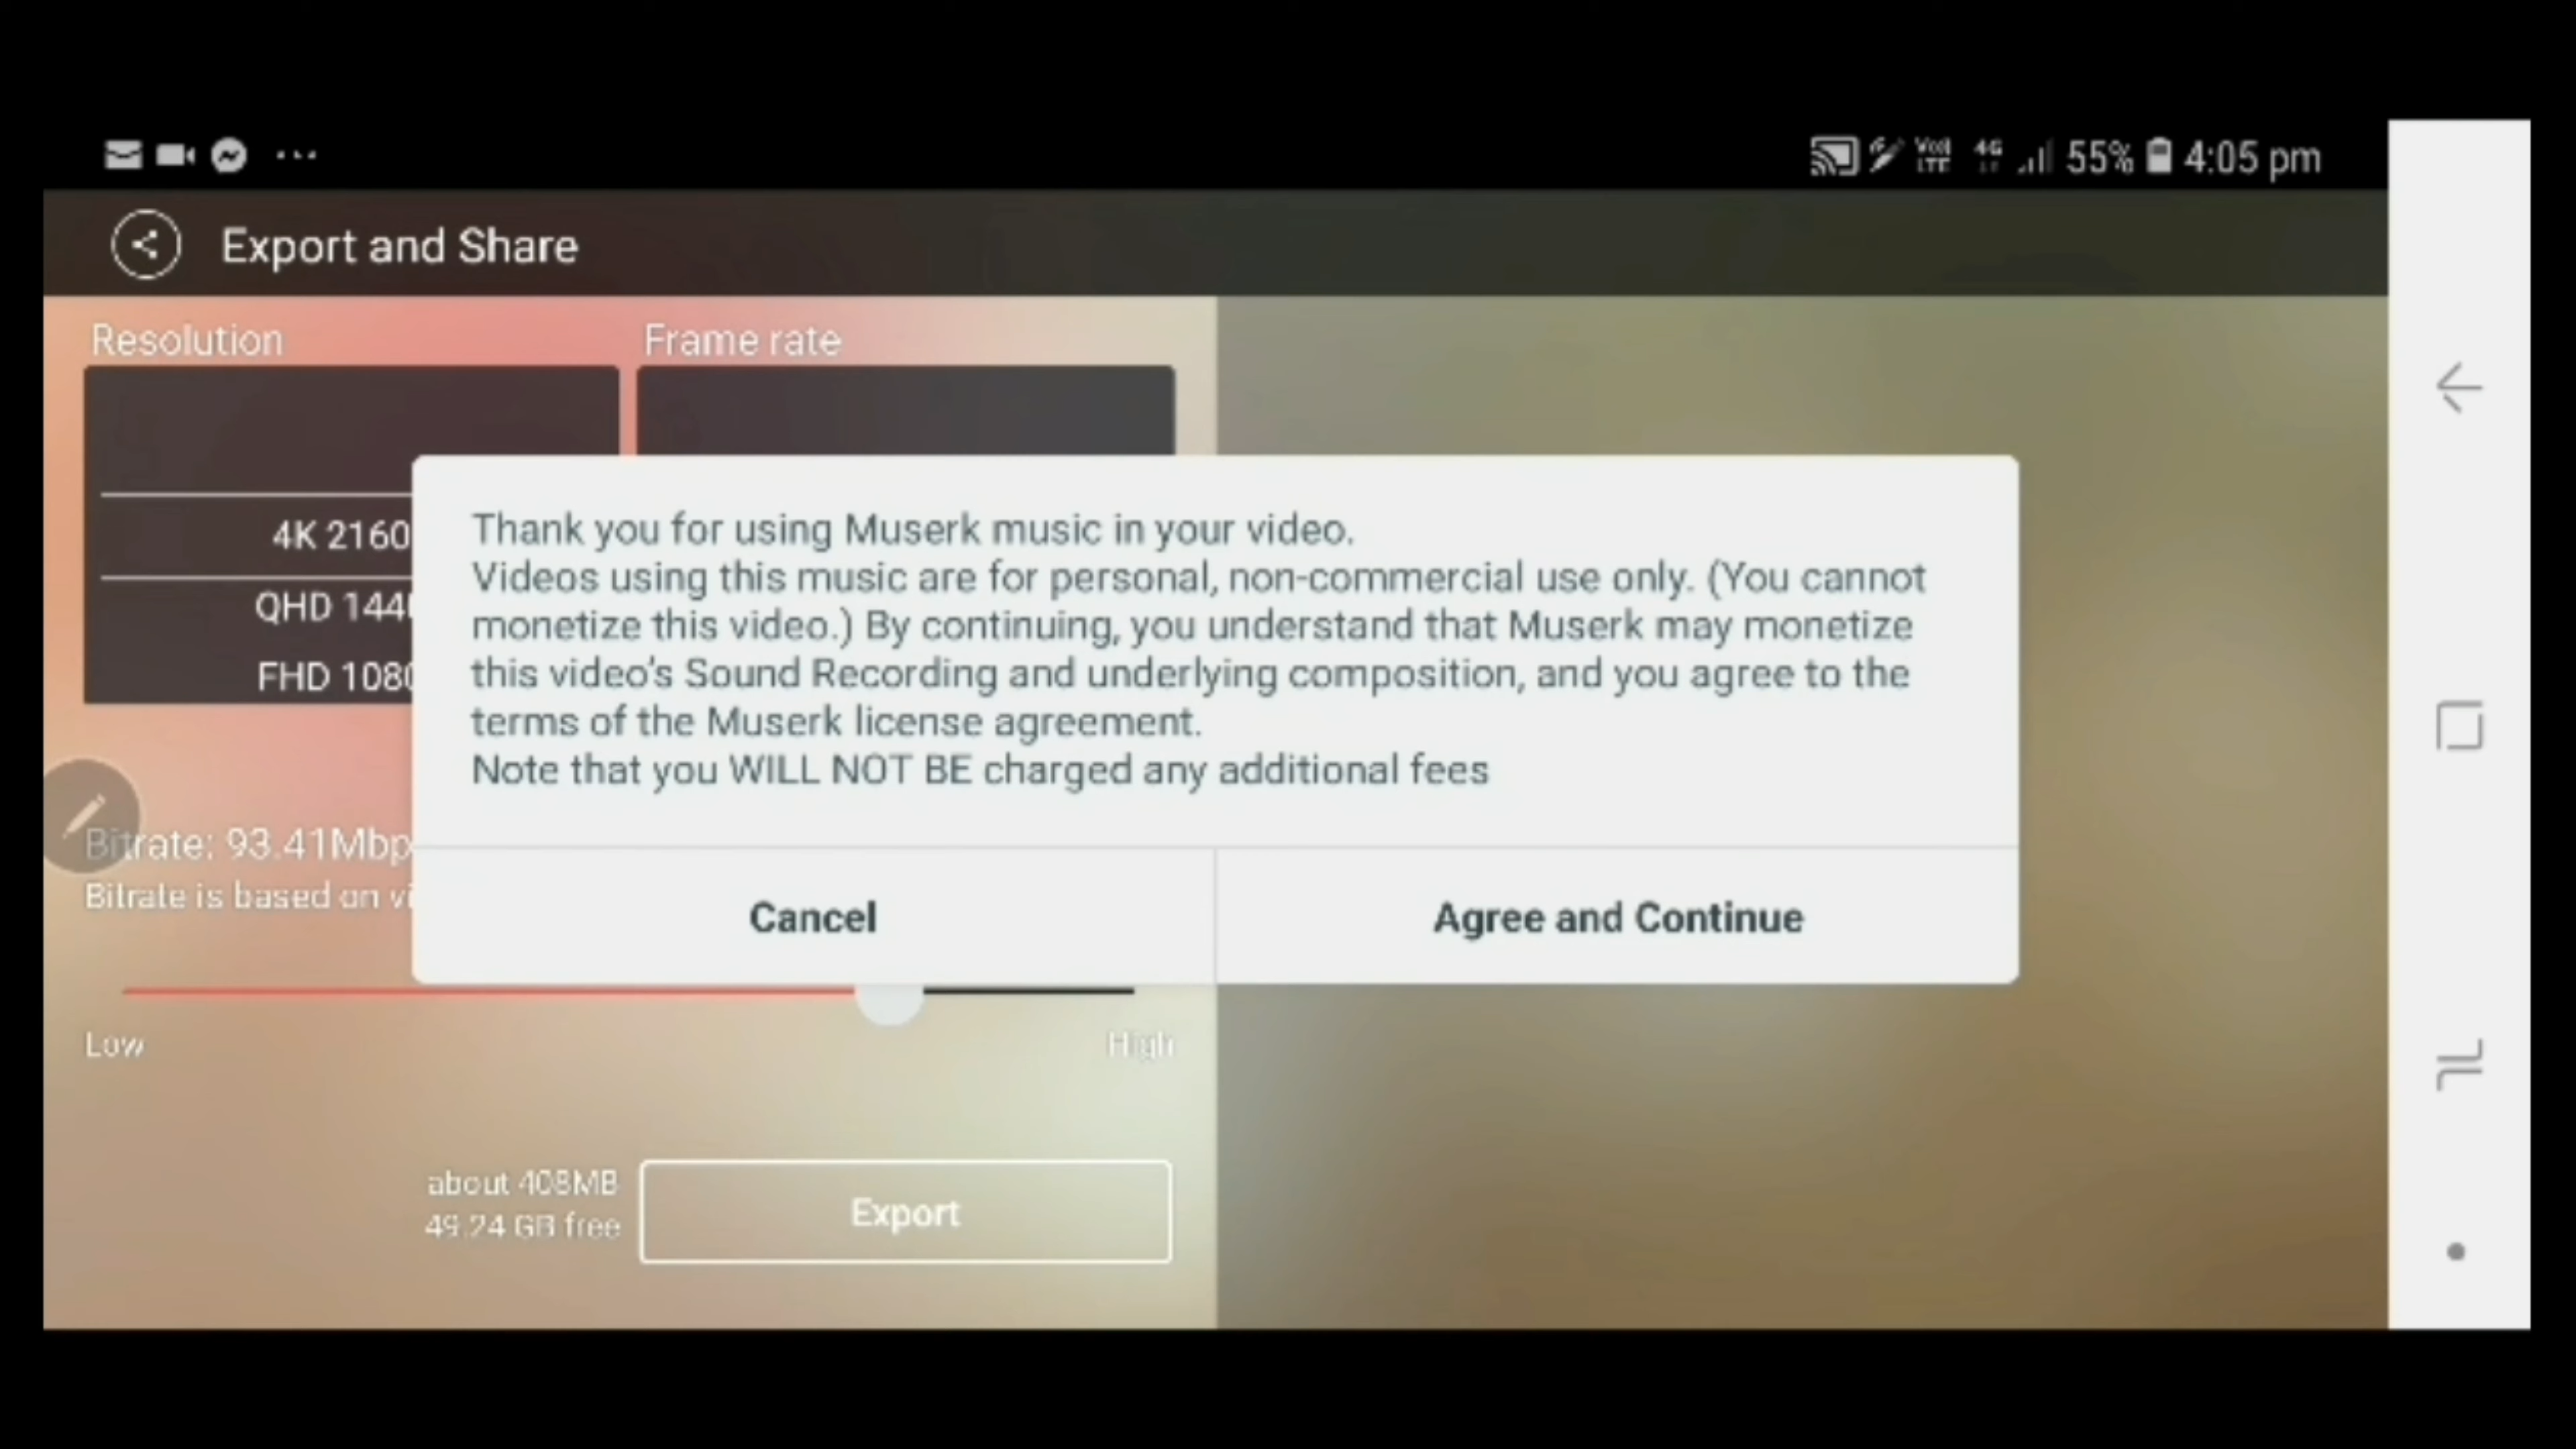 Voll LTE 4G 55% 4:05 pm
Export and Share
Resolution Frame rate
4K 2160
QHD 144
FHD 1080
Thank you for using Muserk music in your video.
Videos using this music are for personal, non-commercial use only. (You cannot
monetize this video.) By continuing, you understand that Muserk may monetize
this video's Sound Recording and underlying composition, and you agree to the
terms of the Muserk license agreement.
Note that you WILL NOT BE charged any additional fees
Bitrate: 93.41Mbp
Bitrate is based on vi
Cancel Agree and Continue
Low High
about 408MB
49.24 GB free
Export